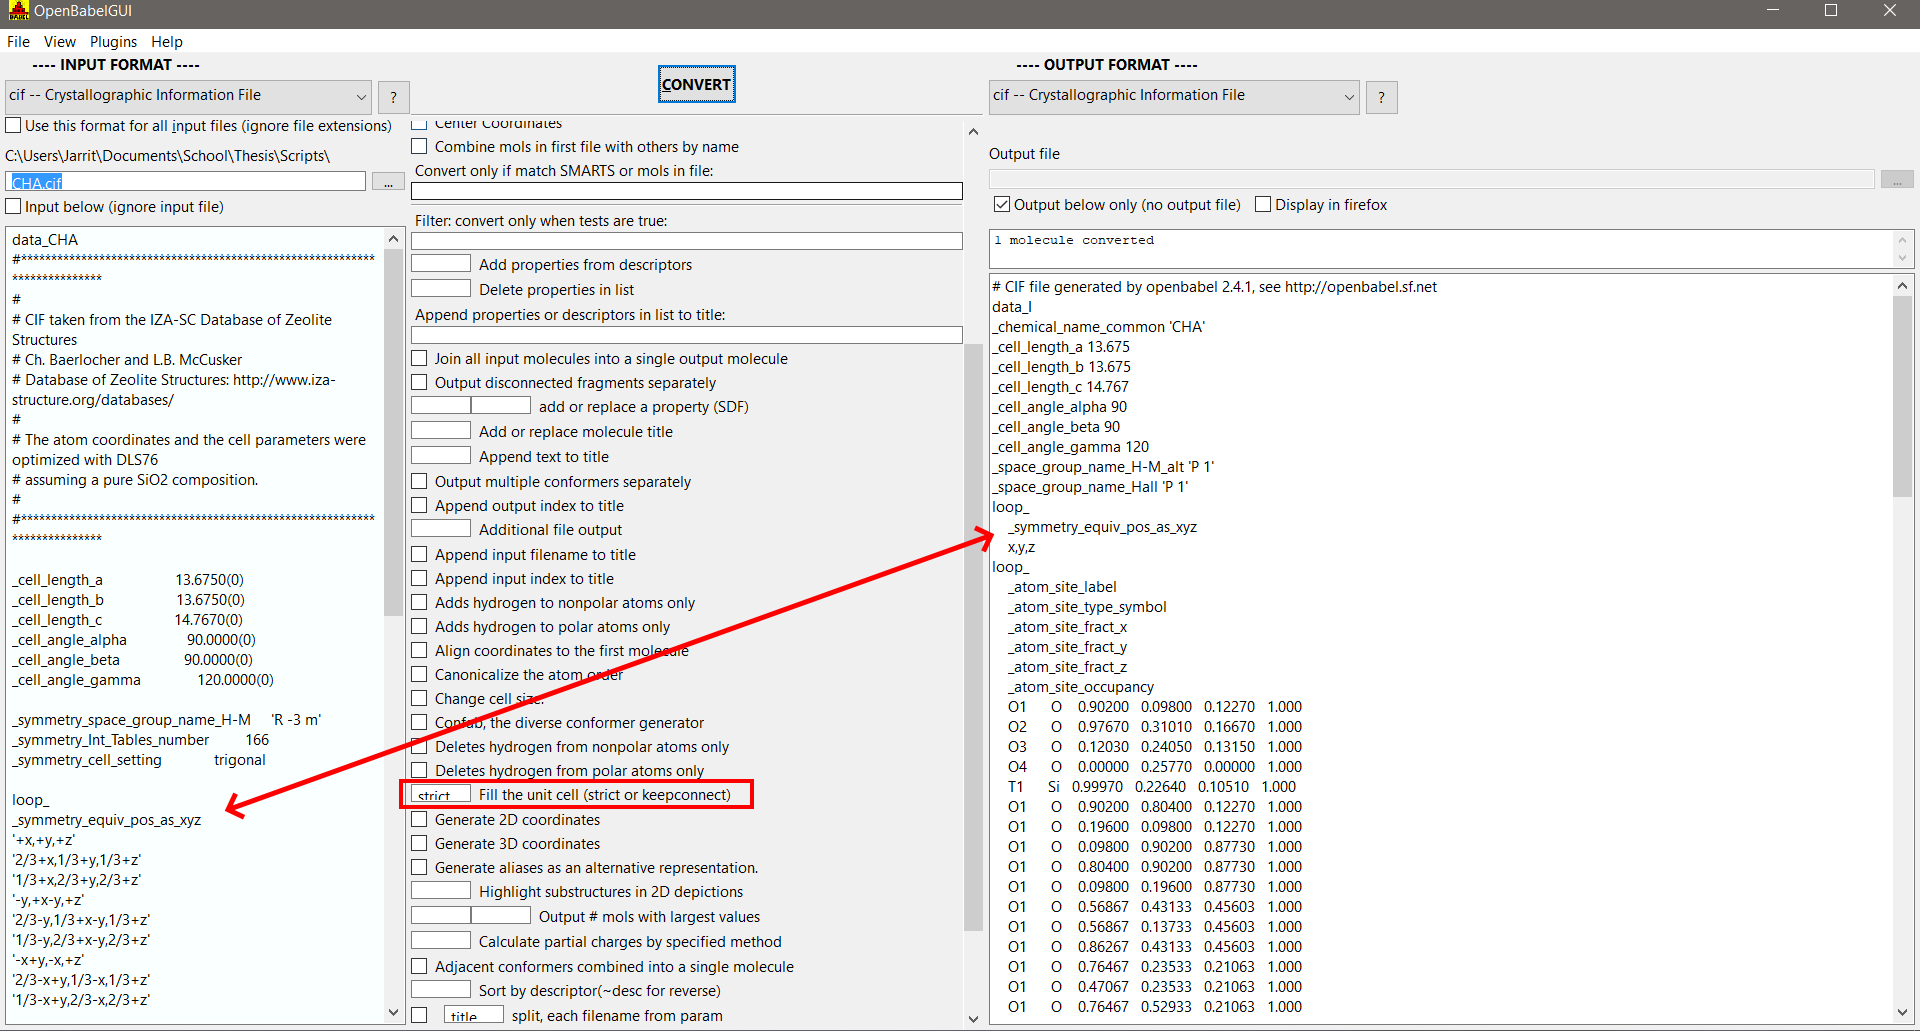 OpenBabelGUI
File View Plugins Help
---- INPUT FORMAT ----
cif -- Crystallographic Information File
?
Use this format for all input files (ignore file extensions)
C:\Users\Jarrit\Documents\School\Thesis\Scripts\
CHA.cif
...
Input below (ignore input file)
data_CHA
#***********************************************************
***************
#
# CIF taken from the IZA-SC Database of Zeolite
Structures
# Ch. Baerlocher and L.B. McCusker
# Database of Zeolite Structures: http://www.iza-
structure.org/databases/
#
# The atom coordinates and the cell parameters were
optimized with DLS76
# assuming a pure SiO2 composition.
#
#***********************************************************
***************
_cell_length_a 13.6750(0)
_cell_length_b 13.6750(0)
_cell_length_c 14.7670(0)
_cell_angle_alpha 90.0000(0)
_cell_angle_beta 90.0000(0)
_cell_angle_gamma 120.0000(0)
_symmetry_space_group_name_H-M 'R -3 m'
_symmetry_Int_Tables_number 166
_symmetry_cell_setting trigonal
loop_
_symmetry_equiv_pos_as_xyz
'+x,+y,+z'
'2/3+x,1/3+y,1/3+z'
'1/3+x,2/3+y,2/3+z'
'-y,+x-y,+z'
'2/3-y,1/3+x-y,1/3+z'
'1/3-y,2/3+x-y,2/3+z'
'-x+y,-x,+z'
'2/3-x+y,1/3-x,1/3+z'
'1/3-x+y,2/3-x,2/3+z'
CONVERT
Center Coordinates
Combine mols in first file with others by name
Convert only if match SMARTS or mols in file:
Filter: convert only when tests are true:
Add properties from descriptors
Delete properties in list
Append properties or descriptors in list to title:
Join all input molecules into a single output molecule
Output disconnected fragments separately
add or replace a property (SDF)
Add or replace molecule title
Append text to title
Output multiple conformers separately
Append output index to title
Additional file output
Append input filename to title
Append input index to title
Adds hydrogen to nonpolar atoms only
Adds hydrogen to polar atoms only
Align coordinates to the first molecule
Canonicalize the atom order
Change cell size:
Confab, the diverse conformer generator
Deletes hydrogen from nonpolar atoms only
Deletes hydrogen from polar atoms only
strict Fill the unit cell (strict or keepconnect)
Generate 2D coordinates
Generate 3D coordinates
Generate aliases as an alternative representation.
Highlight substructures in 2D depictions
Output # mols with largest values
Calculate partial charges by specified method
Adjacent conformers combined into a single molecule
Sort by descriptor(~desc for reverse)
title split, each filename from param
---- OUTPUT FORMAT ----
cif -- Crystallographic Information File
?
Output file
...
Output below only (no output file) Display in firefox
1 molecule converted
# CIF file generated by openbabel 2.4.1, see http://openbabel.sf.net
data_I
_chemical_name_common 'CHA'
_cell_length_a 13.675
_cell_length_b 13.675
_cell_length_c 14.767
_cell_angle_alpha 90
_cell_angle_beta 90
_cell_angle_gamma 120
_space_group_name_H-M_alt 'P 1'
_space_group_name_Hall 'P 1'
loop_
_symmetry_equiv_pos_as_xyz
x,y,z
loop_
_atom_site_label
_atom_site_type_symbol
_atom_site_fract_x
_atom_site_fract_y
_atom_site_fract_z
_atom_site_occupancy
O1 O 0.90200 0.09800 0.12270 1.000
O2 O 0.97670 0.31010 0.16670 1.000
O3 O 0.12030 0.24050 0.13150 1.000
O4 O 0.00000 0.25770 0.00000 1.000
T1 Si 0.99970 0.22640 0.10510 1.000
O1 O 0.90200 0.80400 0.12270 1.000
O1 O 0.19600 0.09800 0.12270 1.000
O1 O 0.09800 0.90200 0.87730 1.000
O1 O 0.80400 0.90200 0.87730 1.000
O1 O 0.09800 0.19600 0.87730 1.000
O1 O 0.56867 0.43133 0.45603 1.000
O1 O 0.56867 0.13733 0.45603 1.000
O1 O 0.86267 0.43133 0.45603 1.000
O1 O 0.76467 0.23533 0.21063 1.000
O1 O 0.47067 0.23533 0.21063 1.000
O1 O 0.76467 0.52933 0.21063 1.000